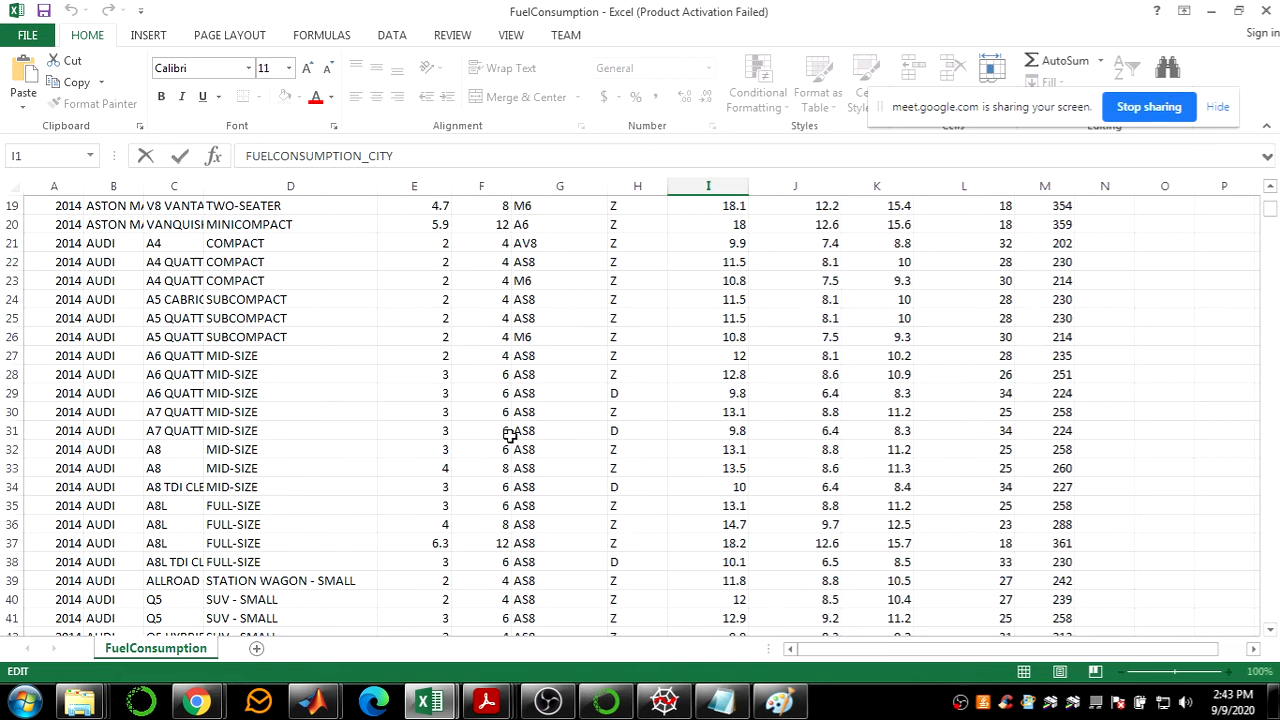 FuelConsumption - Excel (Product Activation Failed)
FILE HOME INSERT PAGE LAYOUT FORMULAS DATA REVIEW VIEW TEAM Sign in
Paste Cut Copy Format Painter Clipboard
Calibri 11 B I U A Font
Wrap Text Merge & Center Alignment
General $ % Number
Conditional Formatting Format as Table Styles
AutoSum Fill
meet.google.com is sharing your screen. Stop sharing Hide
I1 fx FUELCONSUMPTION_CITY
A B C D E F G H I J K L M N O P
19 2014 ASTON MA V8 VANTA TWO-SEATER 4.7 8 M6 Z 18.1 12.2 15.4 18 354
20 2014 ASTON MA VANQUISH MINICOMPACT 5.9 12 A6 Z 18 12.6 15.6 18 359
21 2014 AUDI A4 COMPACT 2 4 AV8 Z 9.9 7.4 8.8 32 202
22 2014 AUDI A4 QUATT COMPACT 2 4 AS8 Z 11.5 8.1 10 28 230
23 2014 AUDI A4 QUATT COMPACT 2 4 M6 Z 10.8 7.5 9.3 30 214
24 2014 AUDI A5 CABRIC SUBCOMPACT 2 4 AS8 Z 11.5 8.1 10 28 230
25 2014 AUDI A5 QUATT SUBCOMPACT 2 4 AS8 Z 11.5 8.1 10 28 230
26 2014 AUDI A5 QUATT SUBCOMPACT 2 4 M6 Z 10.8 7.5 9.3 30 214
27 2014 AUDI A6 QUATT MID-SIZE 2 4 AS8 Z 12 8.1 10.2 28 235
28 2014 AUDI A6 QUATT MID-SIZE 3 6 AS8 Z 12.8 8.6 10.9 26 251
29 2014 AUDI A6 QUATT MID-SIZE 3 6 AS8 D 9.8 6.4 8.3 34 224
30 2014 AUDI A7 QUATT MID-SIZE 3 6 AS8 Z 13.1 8.8 11.2 25 258
31 2014 AUDI A7 QUATT MID-SIZE 3 6 AS8 D 9.8 6.4 8.3 34 224
32 2014 AUDI A8 MID-SIZE 3 6 AS8 Z 13.1 8.8 11.2 25 258
33 2014 AUDI A8 MID-SIZE 4 8 AS8 Z 13.5 8.6 11.3 25 260
34 2014 AUDI A8 TDI CLE MID-SIZE 3 6 AS8 D 10 6.4 8.4 34 227
35 2014 AUDI A8L FULL-SIZE 3 6 AS8 Z 13.1 8.8 11.2 25 258
36 2014 AUDI A8L FULL-SIZE 4 8 AS8 Z 14.7 9.7 12.5 23 288
37 2014 AUDI A8L FULL-SIZE 6.3 12 AS8 Z 18.2 12.6 15.7 18 361
38 2014 AUDI A8L TDI CL FULL-SIZE 3 6 AS8 D 10.1 6.5 8.5 33 230
39 2014 AUDI ALLROAD STATION WAGON - SMALL 2 4 AS8 Z 11.8 8.8 10.5 27 242
40 2014 AUDI Q5 SUV - SMALL 2 4 AS8 Z 12 8.5 10.4 27 239
41 2014 AUDI Q5 SUV - SMALL 3 6 AS8 Z 12.9 9.2 11.2 25 258
FuelConsumption
EDIT 100%
2:43 PM
9/9/2020